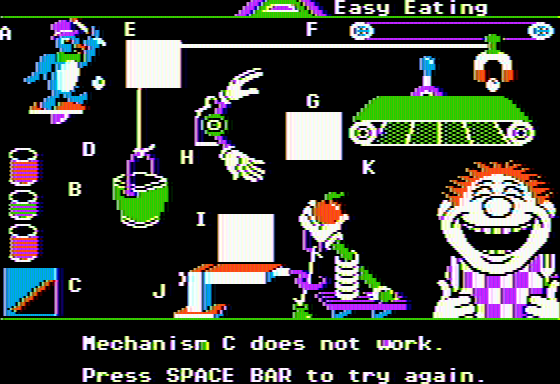 Easy Eating
A
E
F
G
D
H
K
B
I
C
J
Mechanism C does not work.
Press SPACE BAR to try again.